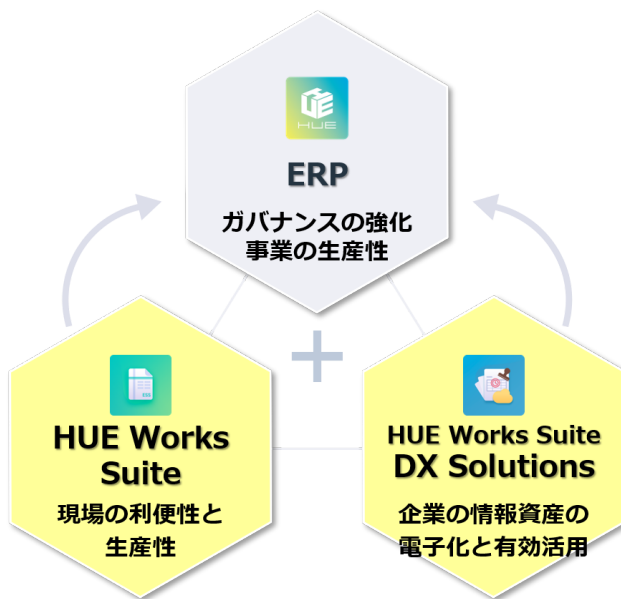 HUE
ERP
ガバナンスの強化
事業の生産性
HUE Works
Suite
現場の利便性と
生産性
HUE Works Suite
DX Solutions
企業の情報資産の
電子化と有効活用